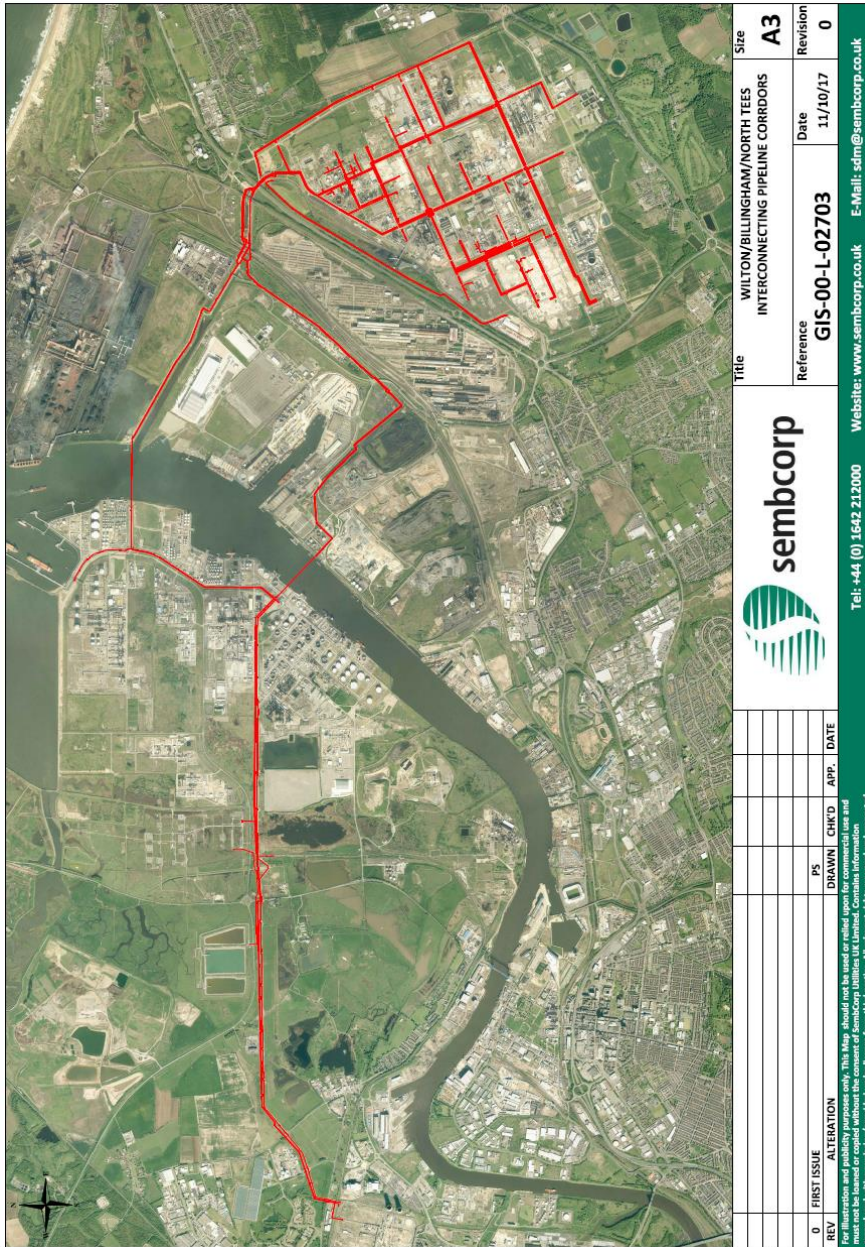 N
0 FIRST ISSUE PS
REV ALTERATION DRAWN CHK'D APP. DATE
For illustration and publicity purposes only. This Map should not be used or relied upon for commercial use and
must not be loaned or copied without the consent of SembCorp Utilities UK Limited. Contains Information
sembcorp
Title
WILTON/BILLINGHAM/NORTH TEES
INTERCONNECTING PIPELINE CORRDORS
Size
A3
Reference
GIS-00-L-02703
Date
11/10/17
Revision
0
Tel: +44 (0) 1642 212000 Website: www.sembcorp.co.uk E-Mail: sdm@sembcorp.co.uk